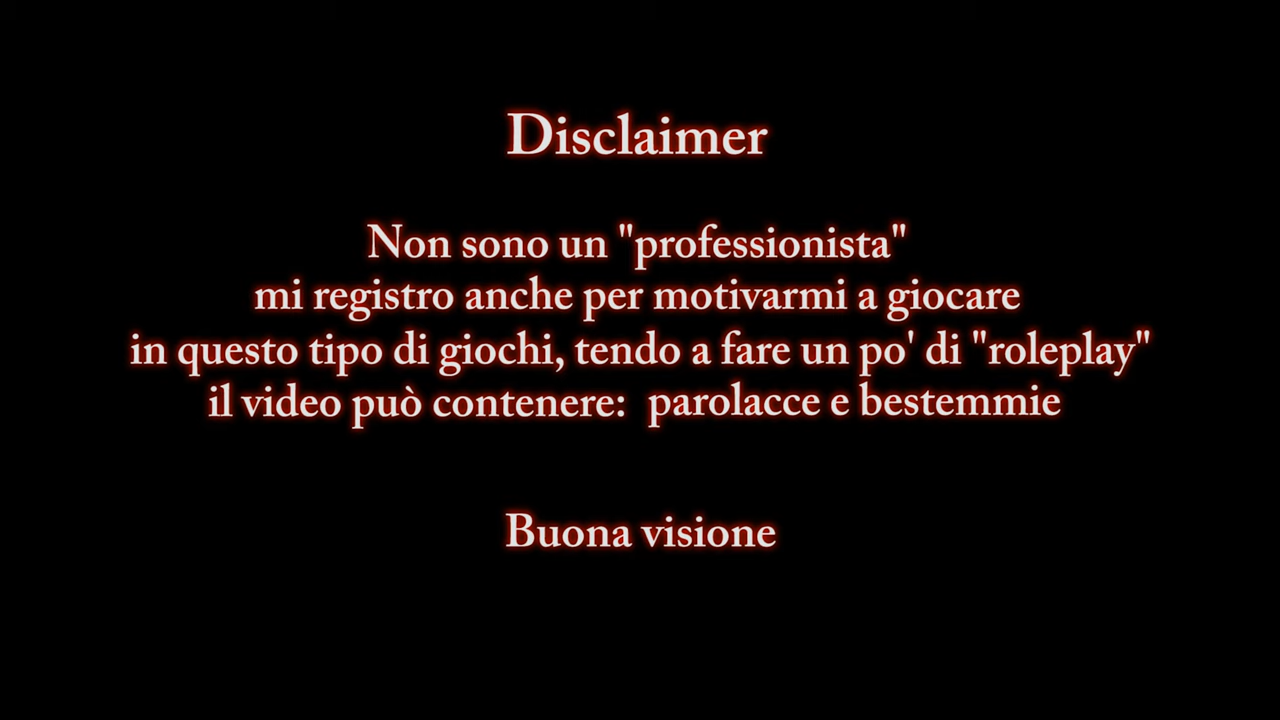 Disclaimer
Non sono un "professionista"
mi registro anche per motivarmi a giocare
in questo tipo di giochi, tendo a fare un po' di "roleplay"
il video può contenere: parolacce e bestemmie
Buona visione